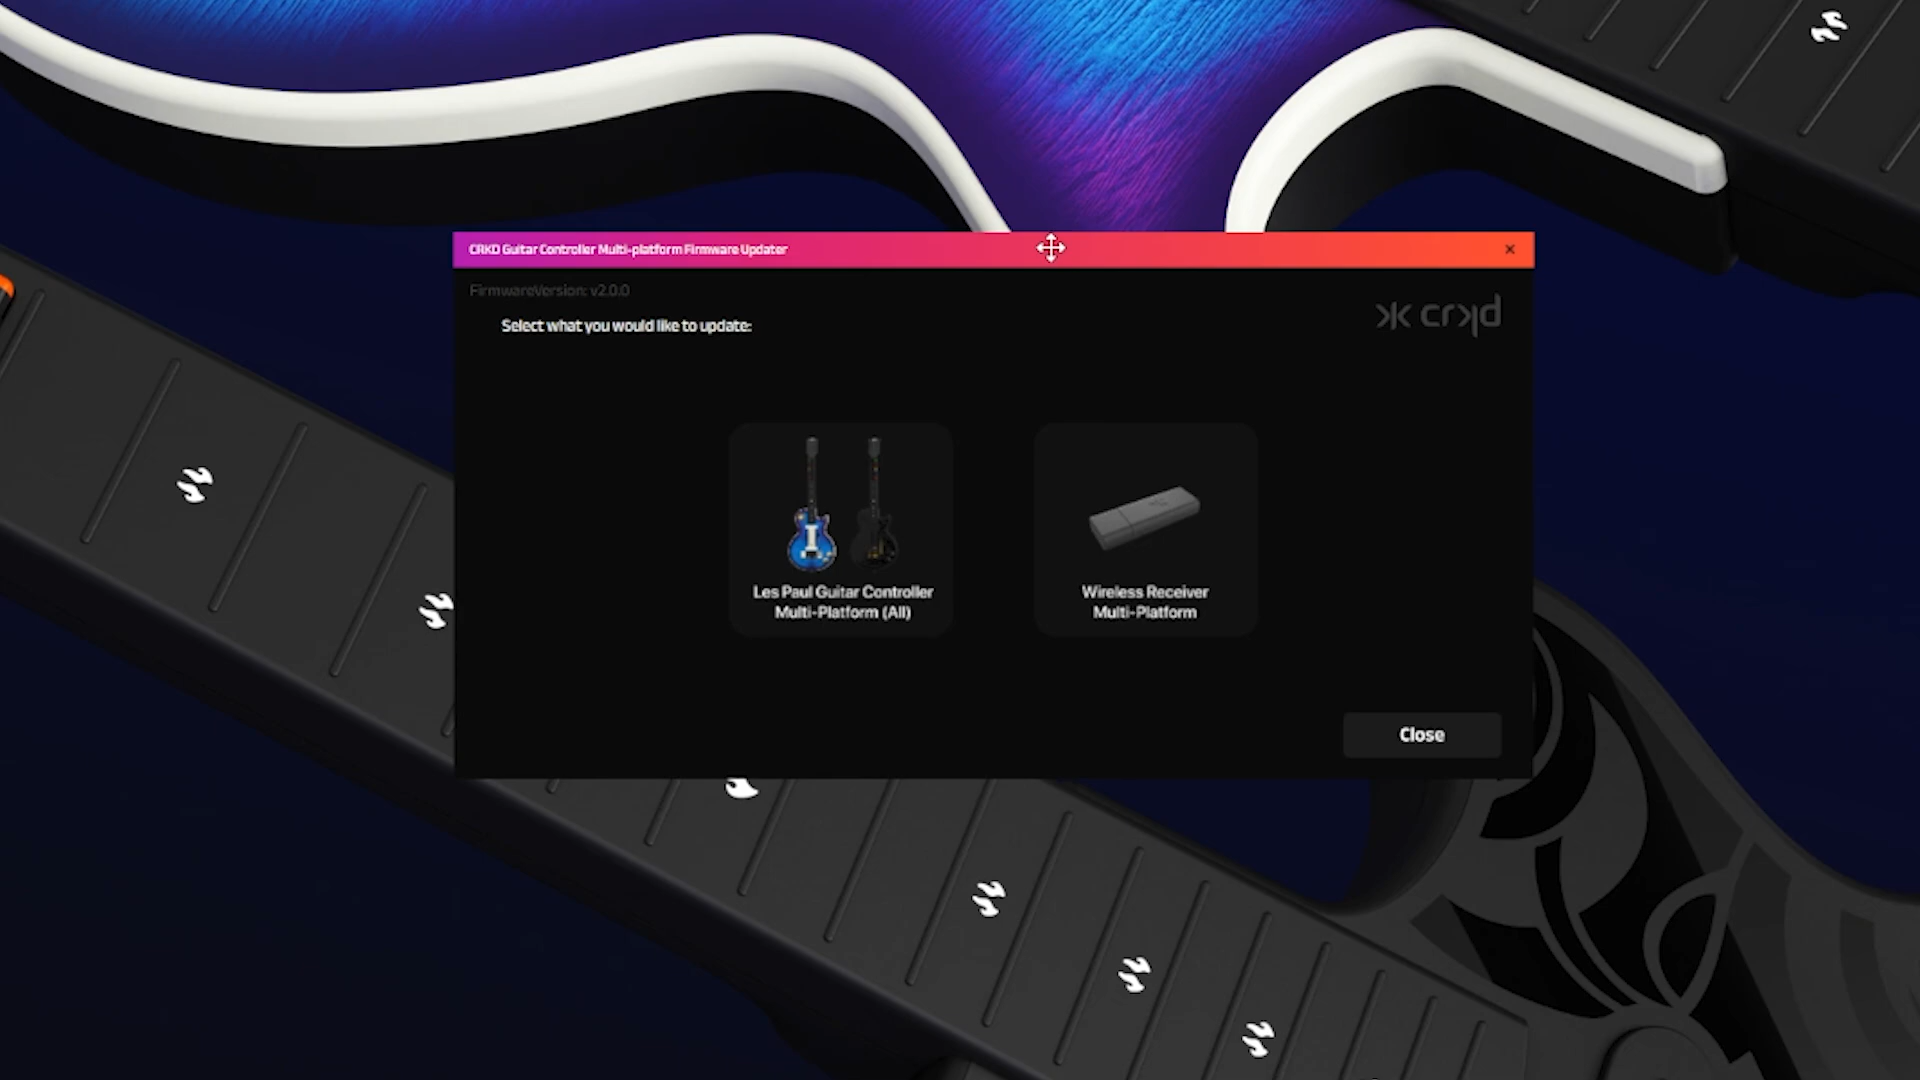 CRKD Guitar Controller Multi-platform Firmware Updater
FirmwareVersion: v2.0.0
crkd
Select what you would like to update:
Les Paul Guitar Controller
Multi-Platform (All)
Wireless Receiver
Multi-Platform
Close